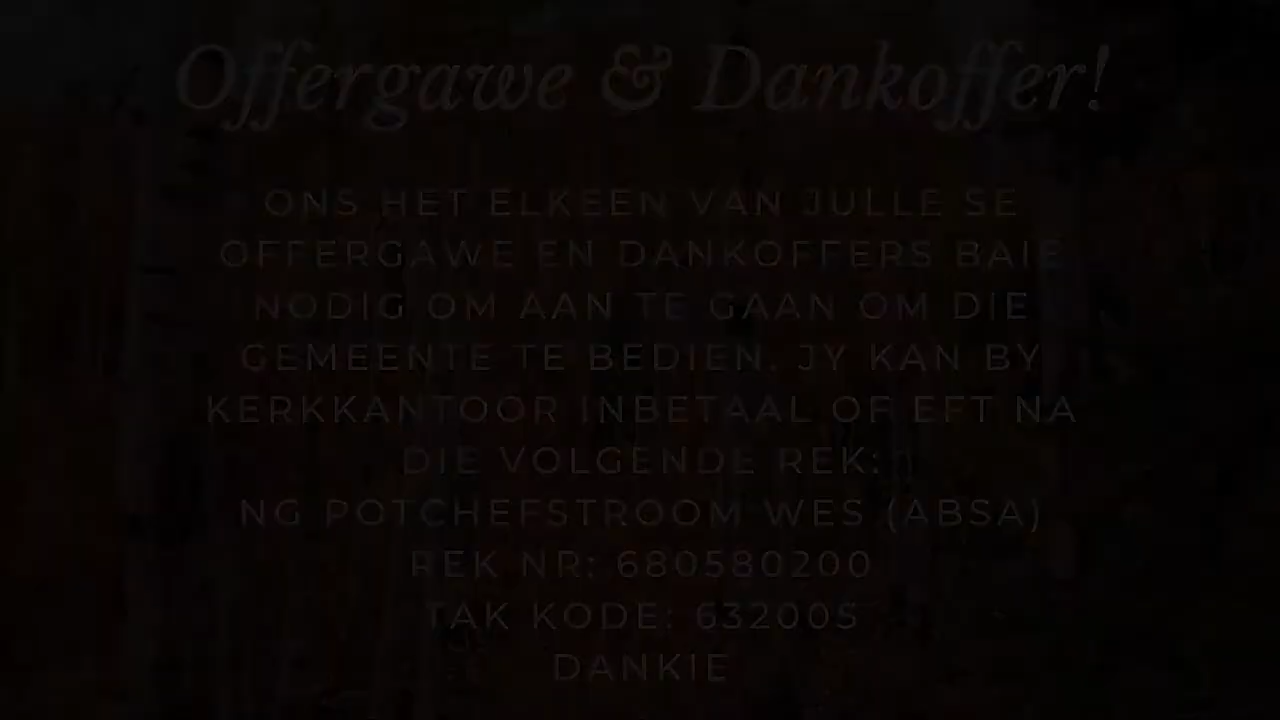 Offergawe & Dankoffer!
ONS HET ELKEEN VAN JULLE SE
OFFERGAWE EN DANKOFFERS BAIE
NODIG OM AAN TE GAAN OM DIE
GEMEENTE TE BEDIEN. JY KAN BY
KERKKANTOOR INBETAAL OF EFT NA
DIE VOLGENDE REK:
NG POTCHEFSTROOM WES (ABSA)
REK NR: 680580200
TAK KODE: 632005
DANKIE